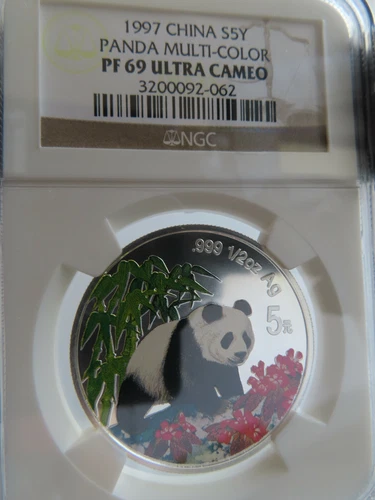 1997 CHINA S5Y
PANDA MULTI-COLOR
PF 69 ULTRA CAMEO
3200092-062
NGC
.999 1/2oz Ag
5元